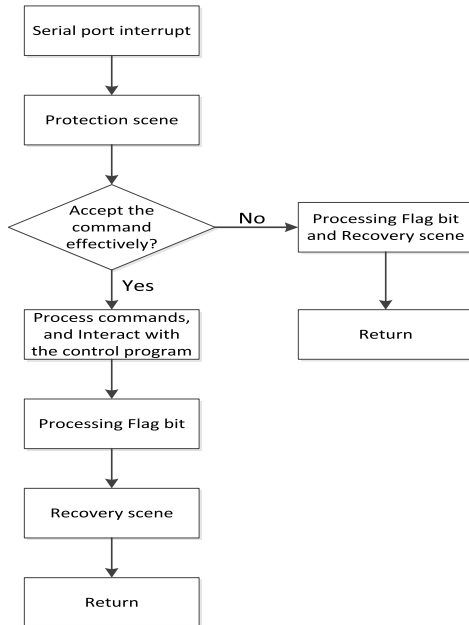 Serial port interrupt
Protection scene
Accept the
command
effectively?
No
Processing Flag bit
and Recovery scene
Return
Yes
Process commands,
and Interact with
the control program
Processing Flag bit
Recovery scene
Return